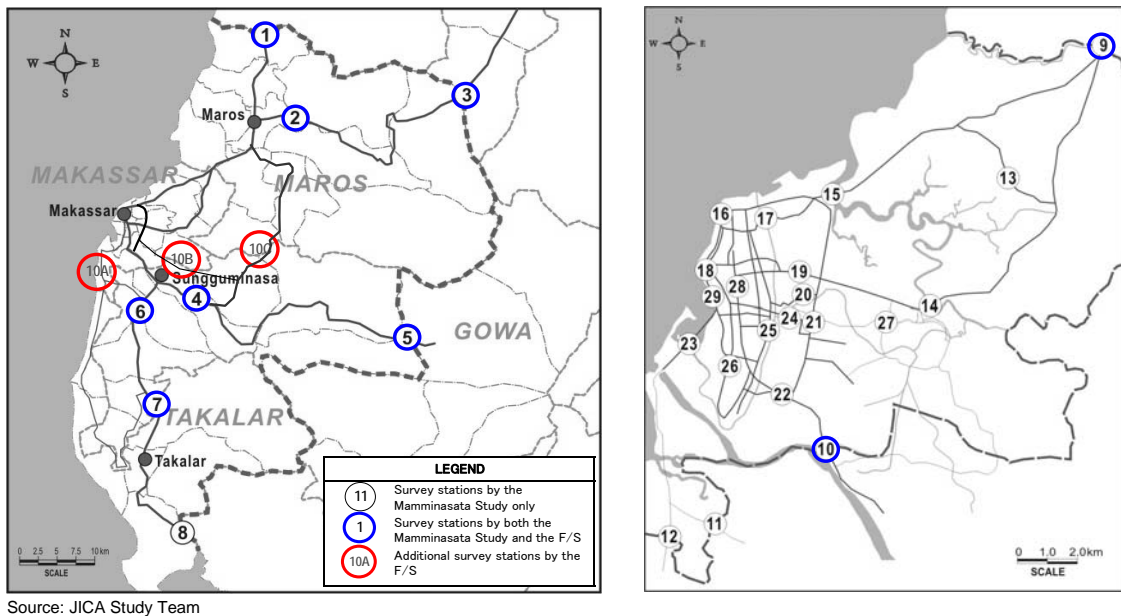 N
W E
S
1
3
Maros
2
MAKASSAR
MAROS
Makassar
10A
10B
10C
Sungguminasa
4
6
5
GOWA
7
TAKALAR
Takalar
8
0 2.5 5 7.5 10km
SCALE
LEGEND
11 Survey stations by the
Mamminasata Study only
1 Survey stations by both the
Mamminasata Study and the F/S
10A Additional survey stations by the
F/S
Source: JICA Study Team
N
W E
S
9
13
15
16
17
18
19
28
20
29
14
24
21
27
25
23
26
22
10
11
12
0 1.0 2.0km
SCALE